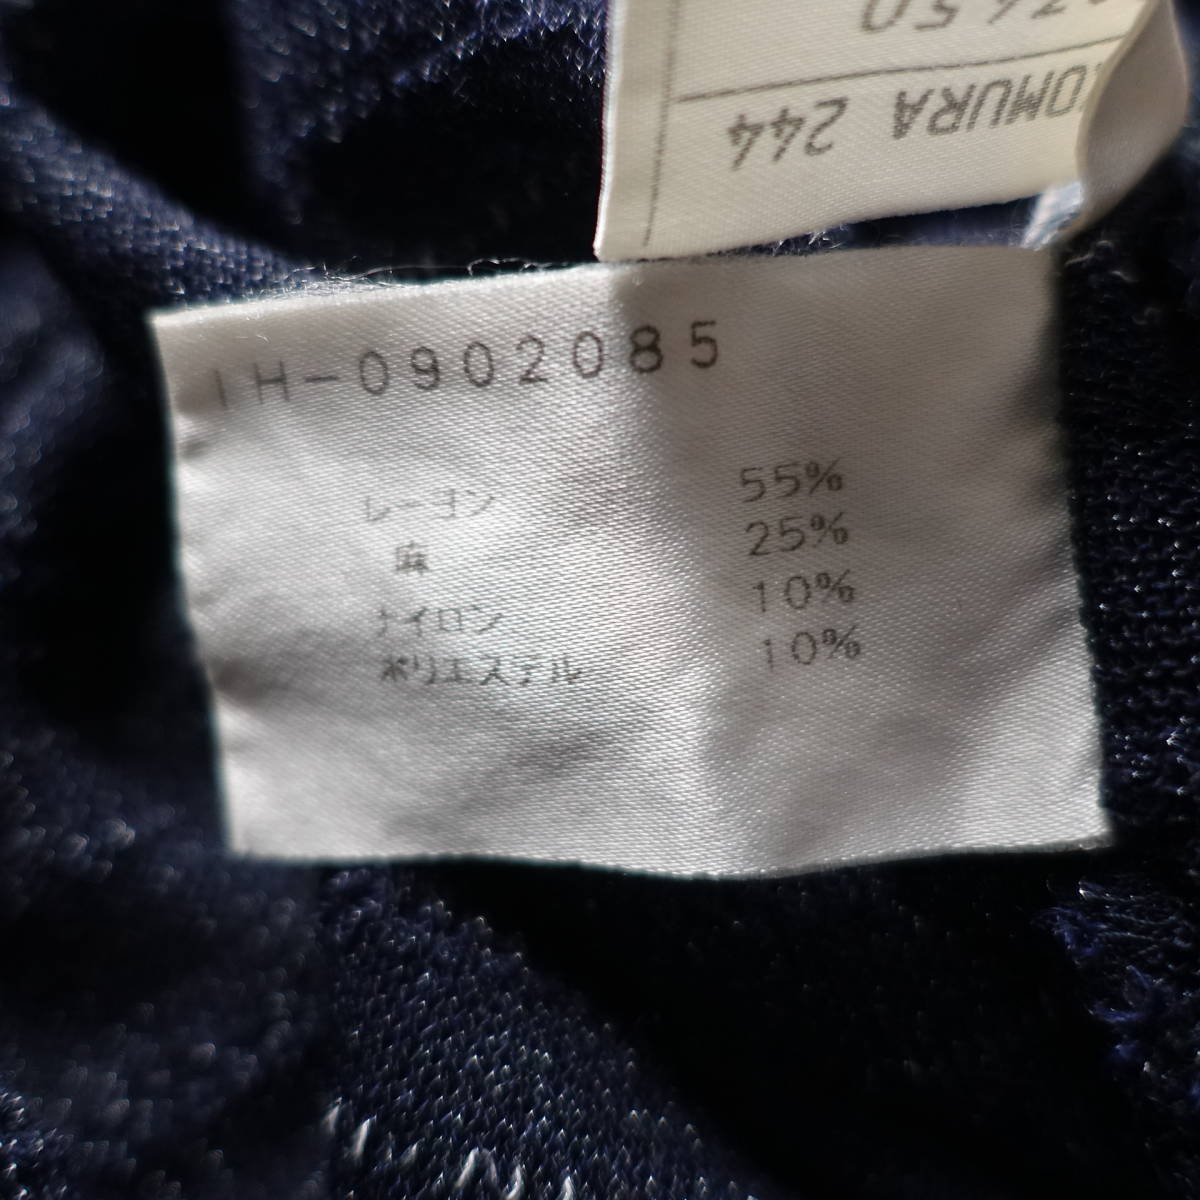 OMURA 244
IH-0902085
レーヨン 55%
麻 25%
ナイロン 10%
ポリエステル 10%